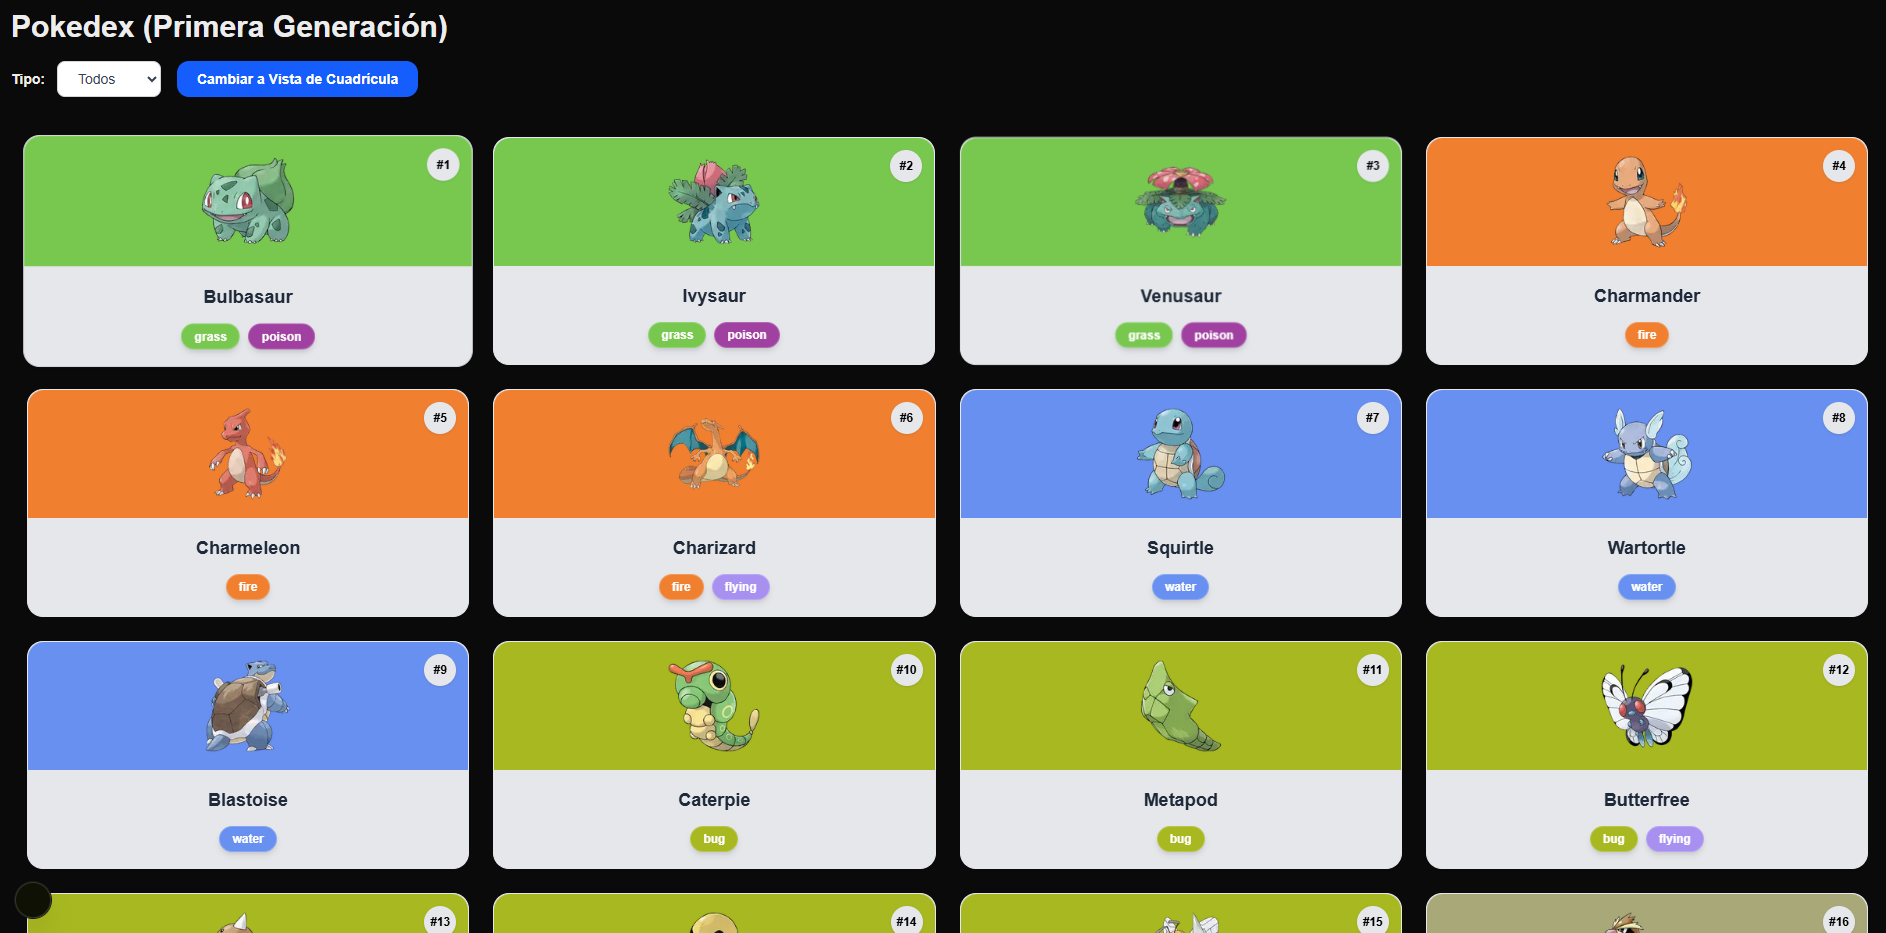 Pokedex (Primera Generación)
Tipo: Todos Cambiar a Vista de Cuadrícula
#1 #2 #3 #4
Bulbasaur Ivysaur Venusaur Charmander
grass poison grass poison grass poison fire
#5 #6 #7 #8
Charmeleon Charizard Squirtle Wartortle
fire fire flying water water
#9 #10 #11 #12
Blastoise Caterpie Metapod Butterfree
water bug bug bug flying
#13 #14 #15 #16